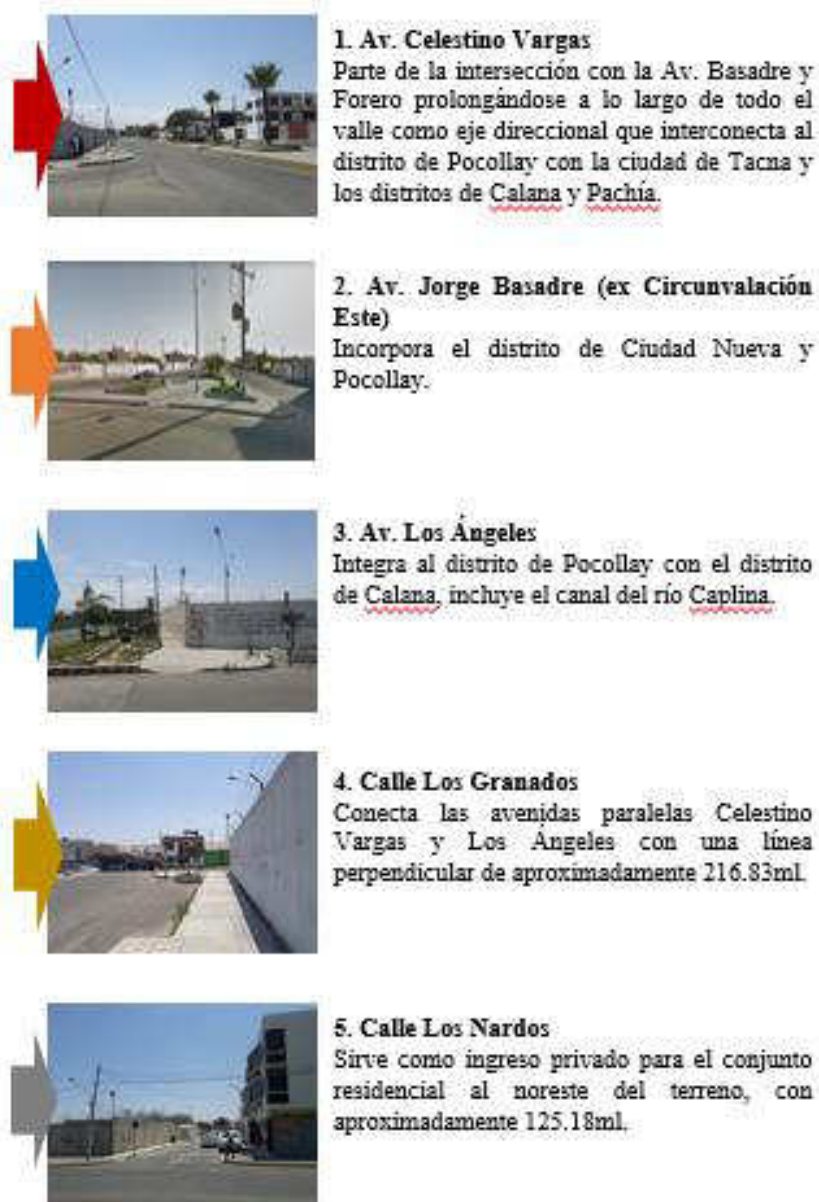 1. Av. Celestino Vargas
Parte de la intersección con la Av. Basadre y
Forero prolongándose a lo largo de todo el
valle como eje direccional que interconecta al
distrito de Pocollay con la ciudad de Tacna y
los distritos de Calana y Pachía.
2. Av. Jorge Basadre (ex Circunvalación
Este)
Incorpora el distrito de Ciudad Nueva y
Pocollay.
3. Av. Los Ángeles
Integra al distrito de Pocollay con el distrito
de Calana, incluye el canal del río Caplina.
4. Calle Los Granados
Conecta las avenidas paralelas Celestino
Vargas y Los Ángeles con una línea
perpendicular de aproximadamente 216.83ml.
5. Calle Los Nardos
Sirve como ingreso privado para el conjunto
residencial al noreste del terreno, con
aproximadamente 125.18ml.